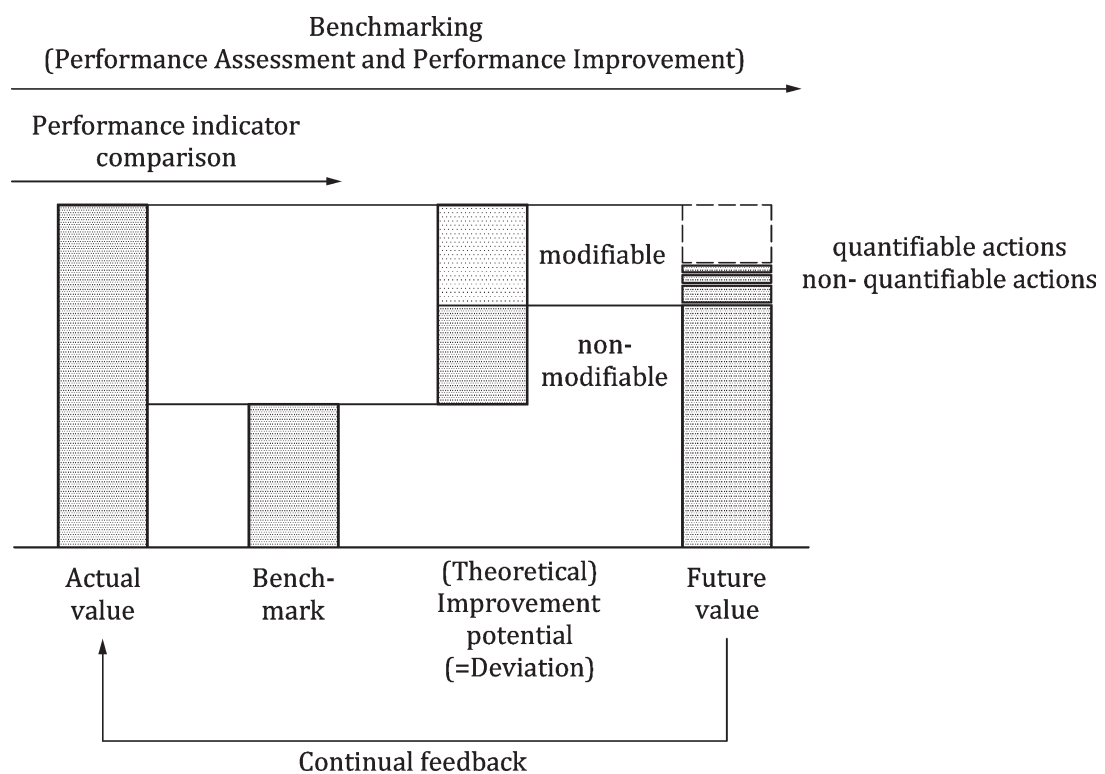 Benchmarking
(Performance Assessment and Performance Improvement)
Performance indicator
comparison
modifiable
quantifiable actions
non- quantifiable actions
non-
modifiable
Actual
value
Bench-
mark
(Theoretical)
Improvement
potential
(=Deviation)
Future
value
Continual feedback